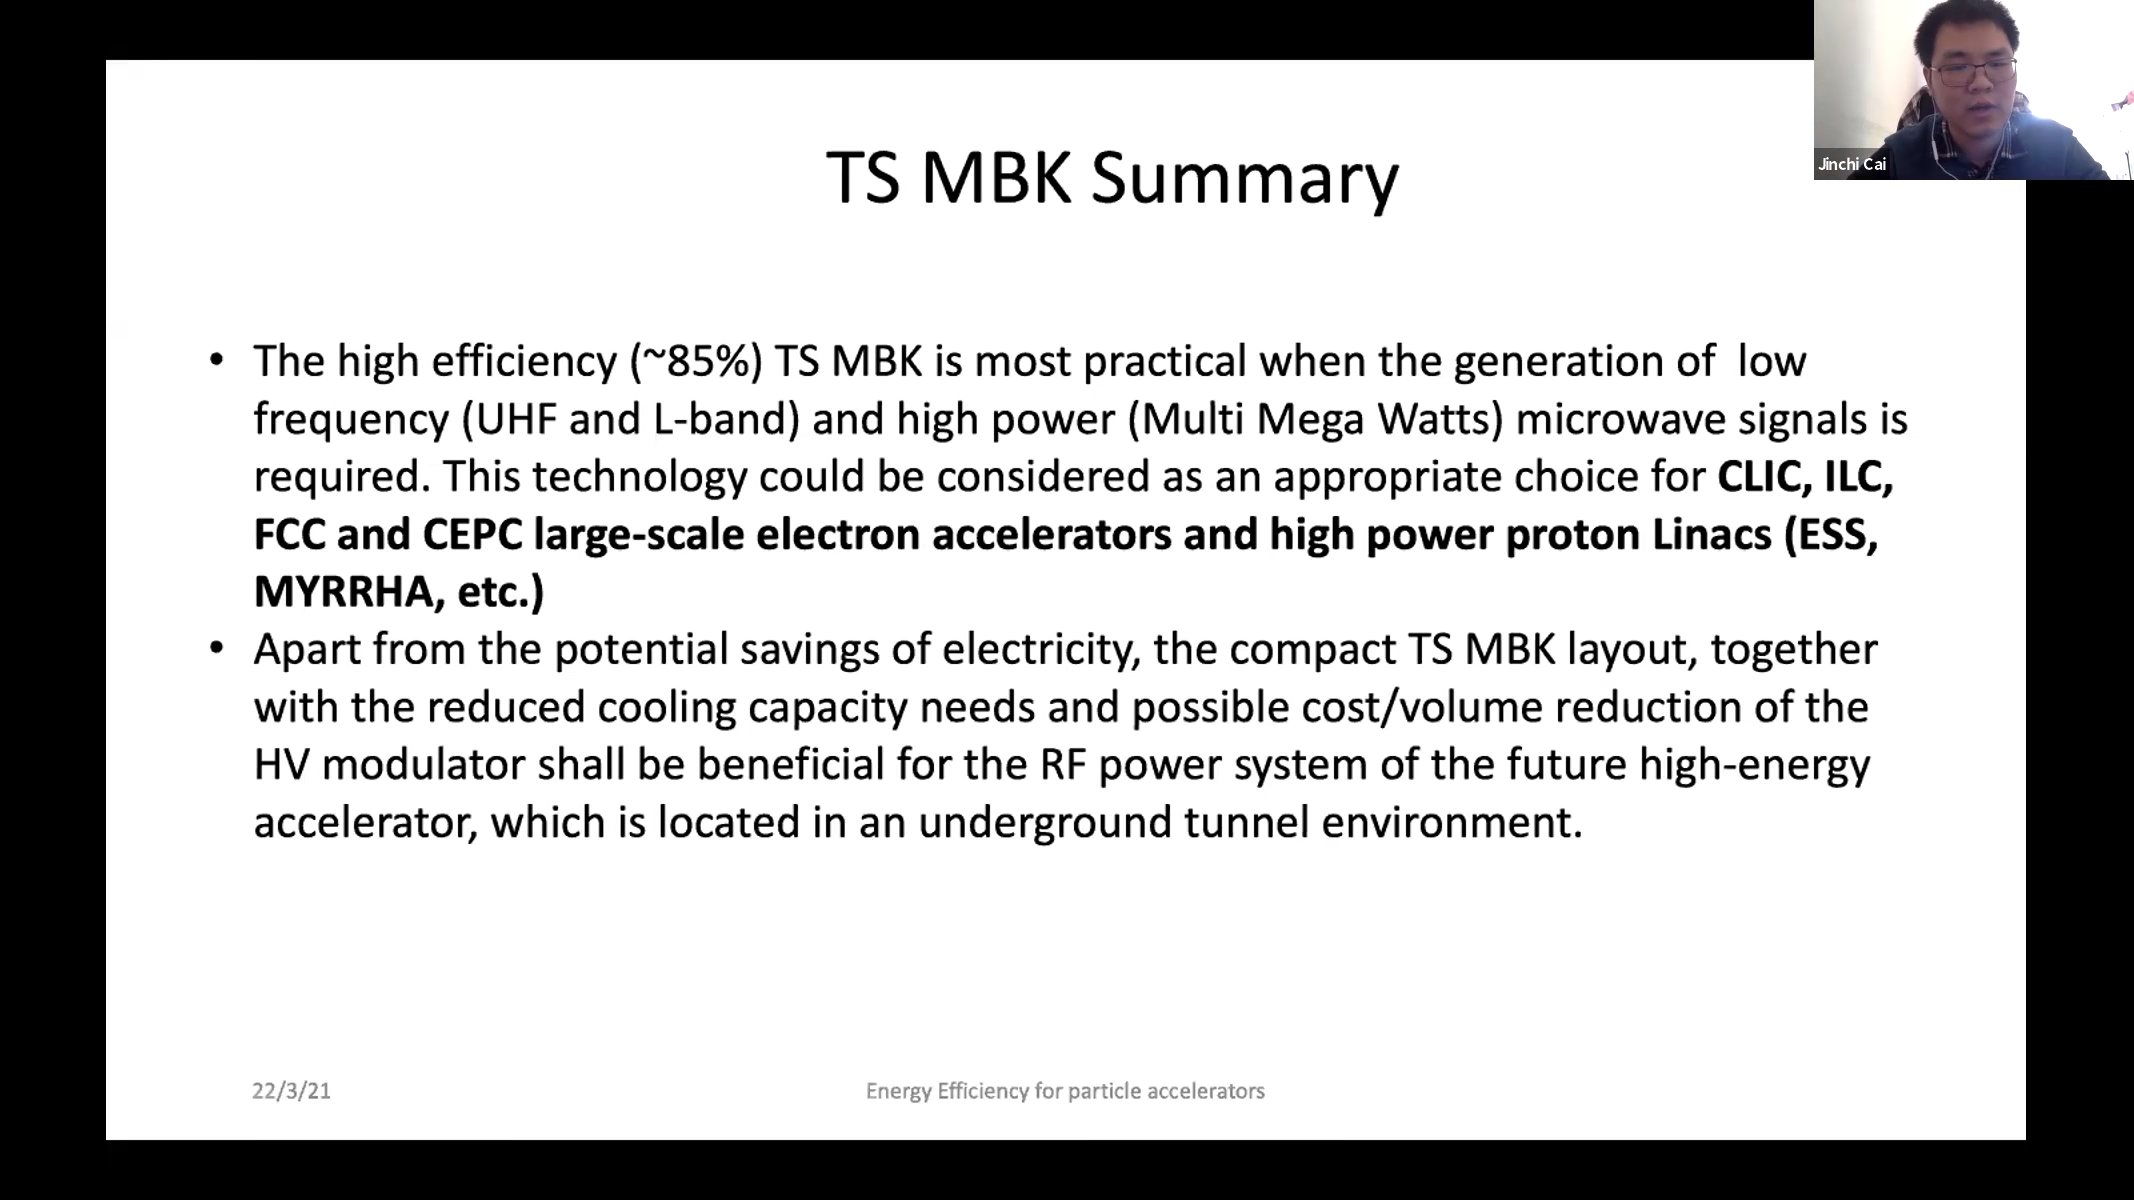 Jinchi Cai
TS MBK Summary
• The high efficiency (~85%) TS MBK is most practical when the generation of  low
frequency (UHF and L-band) and high power (Multi Mega Watts) microwave signals is
required. This technology could be considered as an appropriate choice for CLIC, ILC,
FCC and CEPC large-scale electron accelerators and high power proton Linacs (ESS,
MYRRHA, etc.)
• Apart from the potential savings of electricity, the compact TS MBK layout, together
with the reduced cooling capacity needs and possible cost/volume reduction of the
HV modulator shall be beneficial for the RF power system of the future high-energy
accelerator, which is located in an underground tunnel environment.
22/3/21
Energy Efficiency for particle accelerators